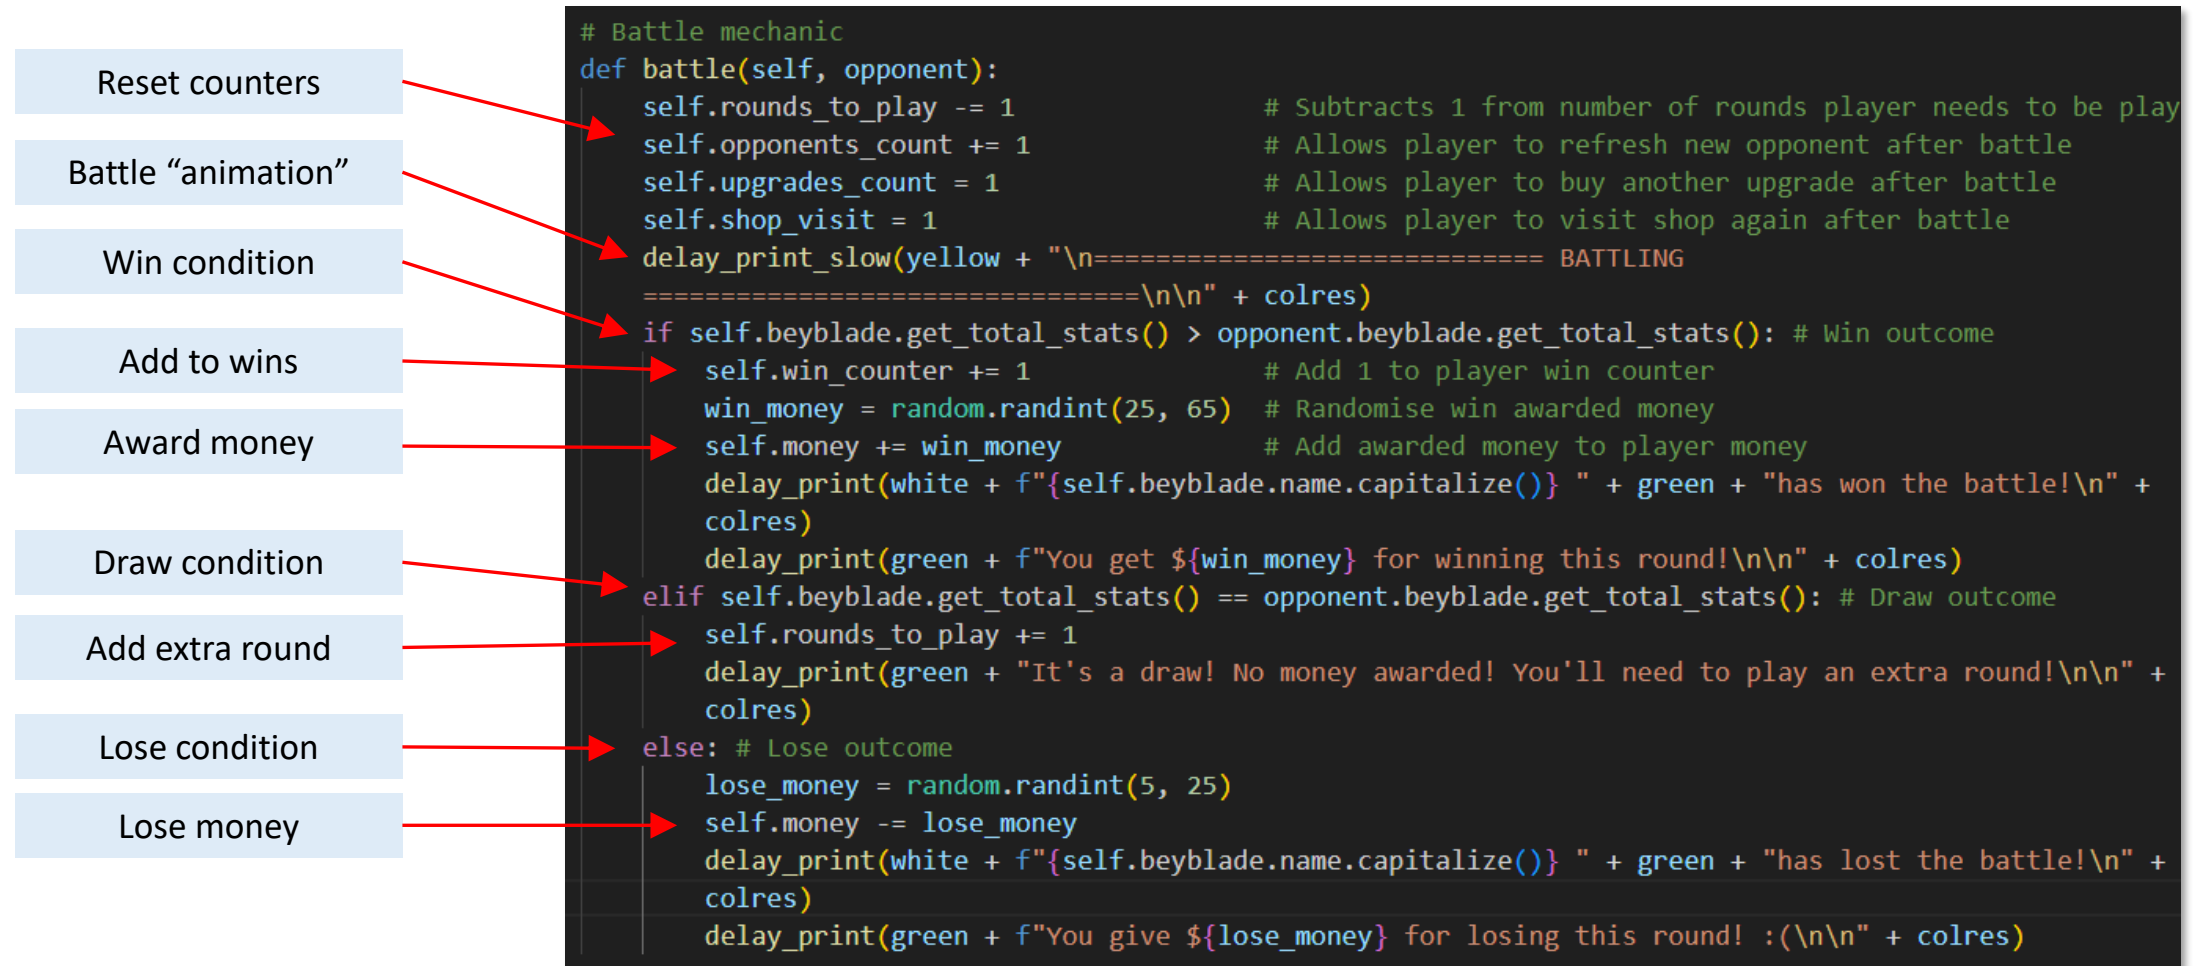 Reset counters
Battle “animation”
Win condition
Add to wins
Award money
Draw condition
Add extra round
Lose condition
Lose money
# Battle mechanic
def battle(self, opponent):
    self.rounds_to_play -= 1                # Subtracts 1 from number of rounds player needs to be play
    self.opponents_count += 1               # Allows player to refresh new opponent after battle
    self.upgrades_count = 1                 # Allows player to buy another upgrade after battle
    self.shop_visit = 1                     # Allows player to visit shop again after battle
    delay_print_slow(yellow + "\n============================= BATTLING
    ================================\n\n" + colres)
    if self.beyblade.get_total_stats() > opponent.beyblade.get_total_stats(): # Win outcome
        self.win_counter += 1               # Add 1 to player win counter
        win_money = random.randint(25, 65)  # Randomise win awarded money
        self.money += win_money             # Add awarded money to player money
        delay_print(white + f"{self.beyblade.name.capitalize()} " + green + "has won the battle!\n" +
        colres)
        delay_print(green + f"You get ${win_money} for winning this round!\n\n" + colres)
    elif self.beyblade.get_total_stats() == opponent.beyblade.get_total_stats(): # Draw outcome
        self.rounds_to_play += 1
        delay_print(green + "It's a draw! No money awarded! You'll need to play an extra round!\n\n" +
        colres)
    else: # Lose outcome
        lose_money = random.randint(5, 25)
        self.money -= lose_money
        delay_print(white + f"{self.beyblade.name.capitalize()} " + green + "has lost the battle!\n" +
        colres)
        delay_print(green + f"You give ${lose_money} for losing this round! :(\n\n" + colres)